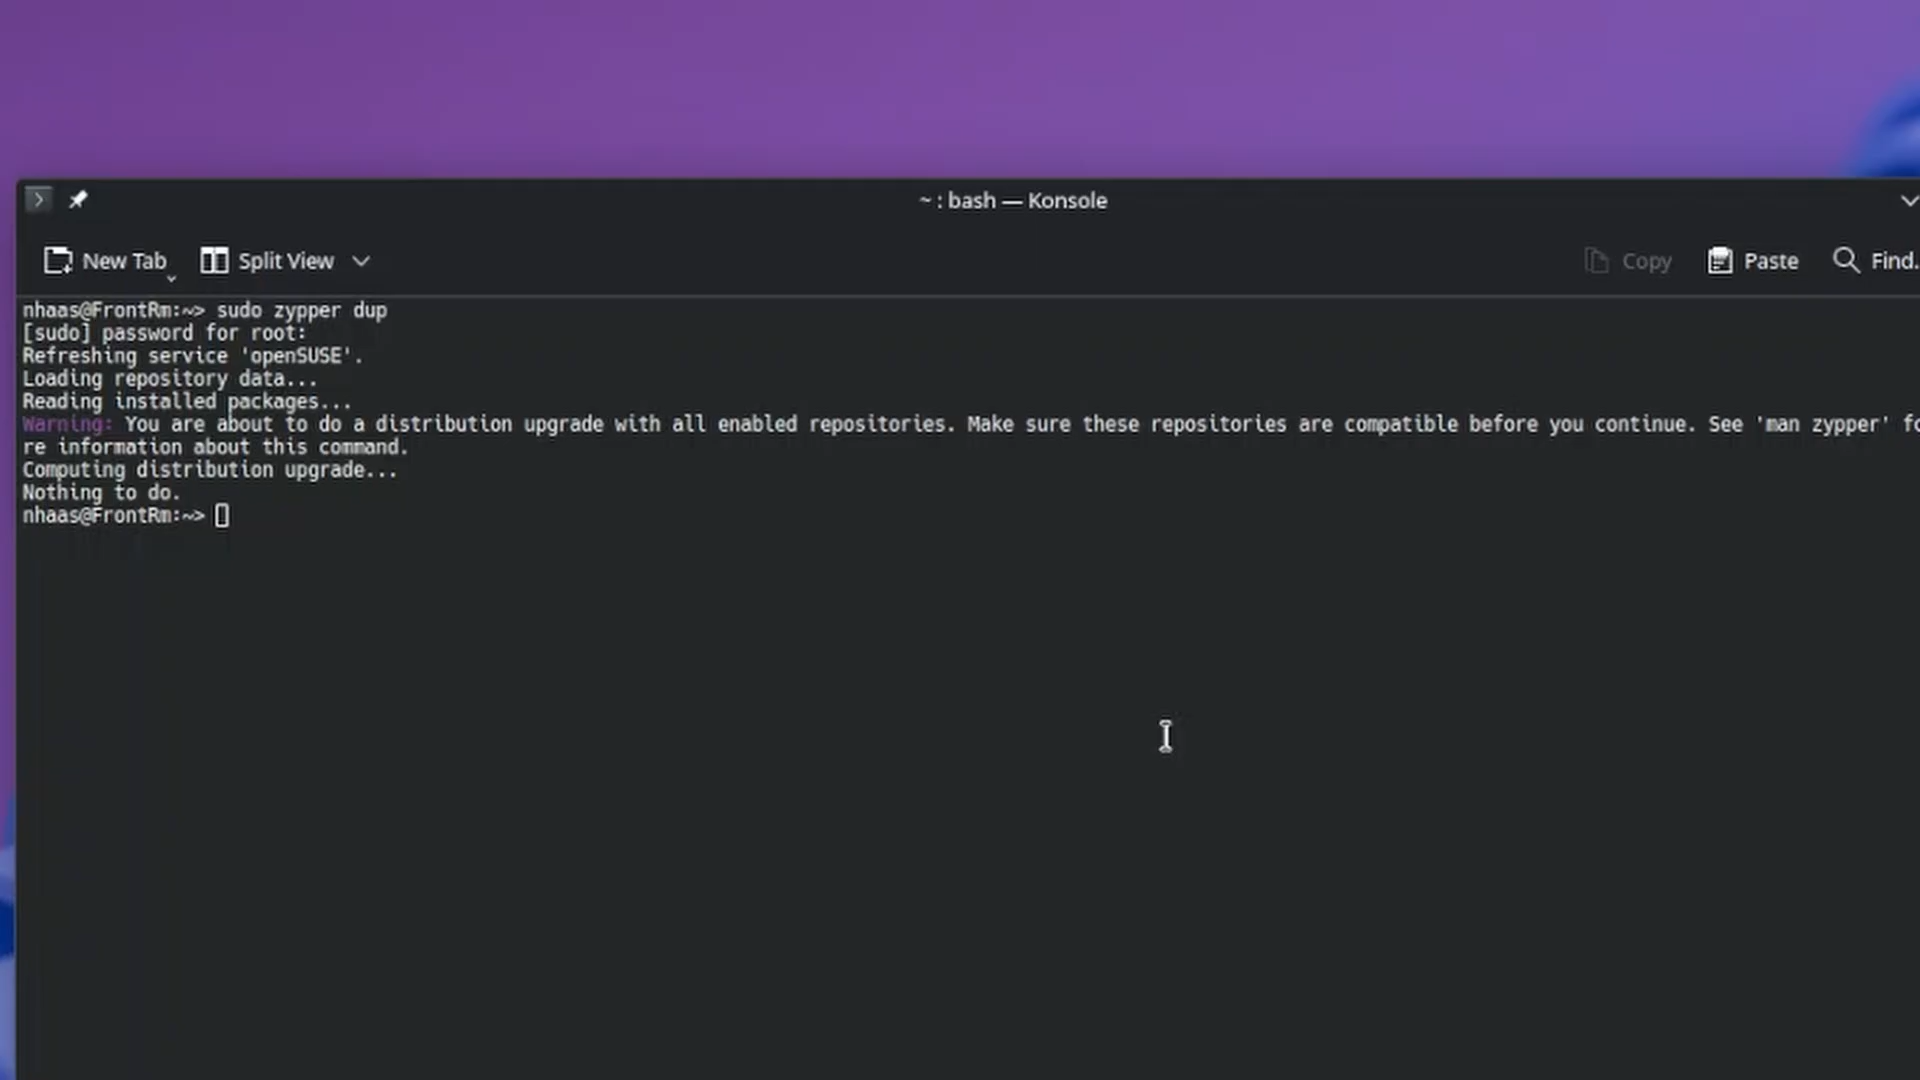 ~ : bash — Konsole
New Tab Split View Copy Paste Find.
nhaas@FrontRm:~> sudo zypper dup
[sudo] password for root:
Refreshing service 'openSUSE'.
Loading repository data...
Reading installed packages...
Warning: You are about to do a distribution upgrade with all enabled repositories. Make sure these repositories are compatible before you continue. See 'man zypper' fo
re information about this command.
Computing distribution upgrade...
Nothing to do.
nhaas@FrontRm:~>